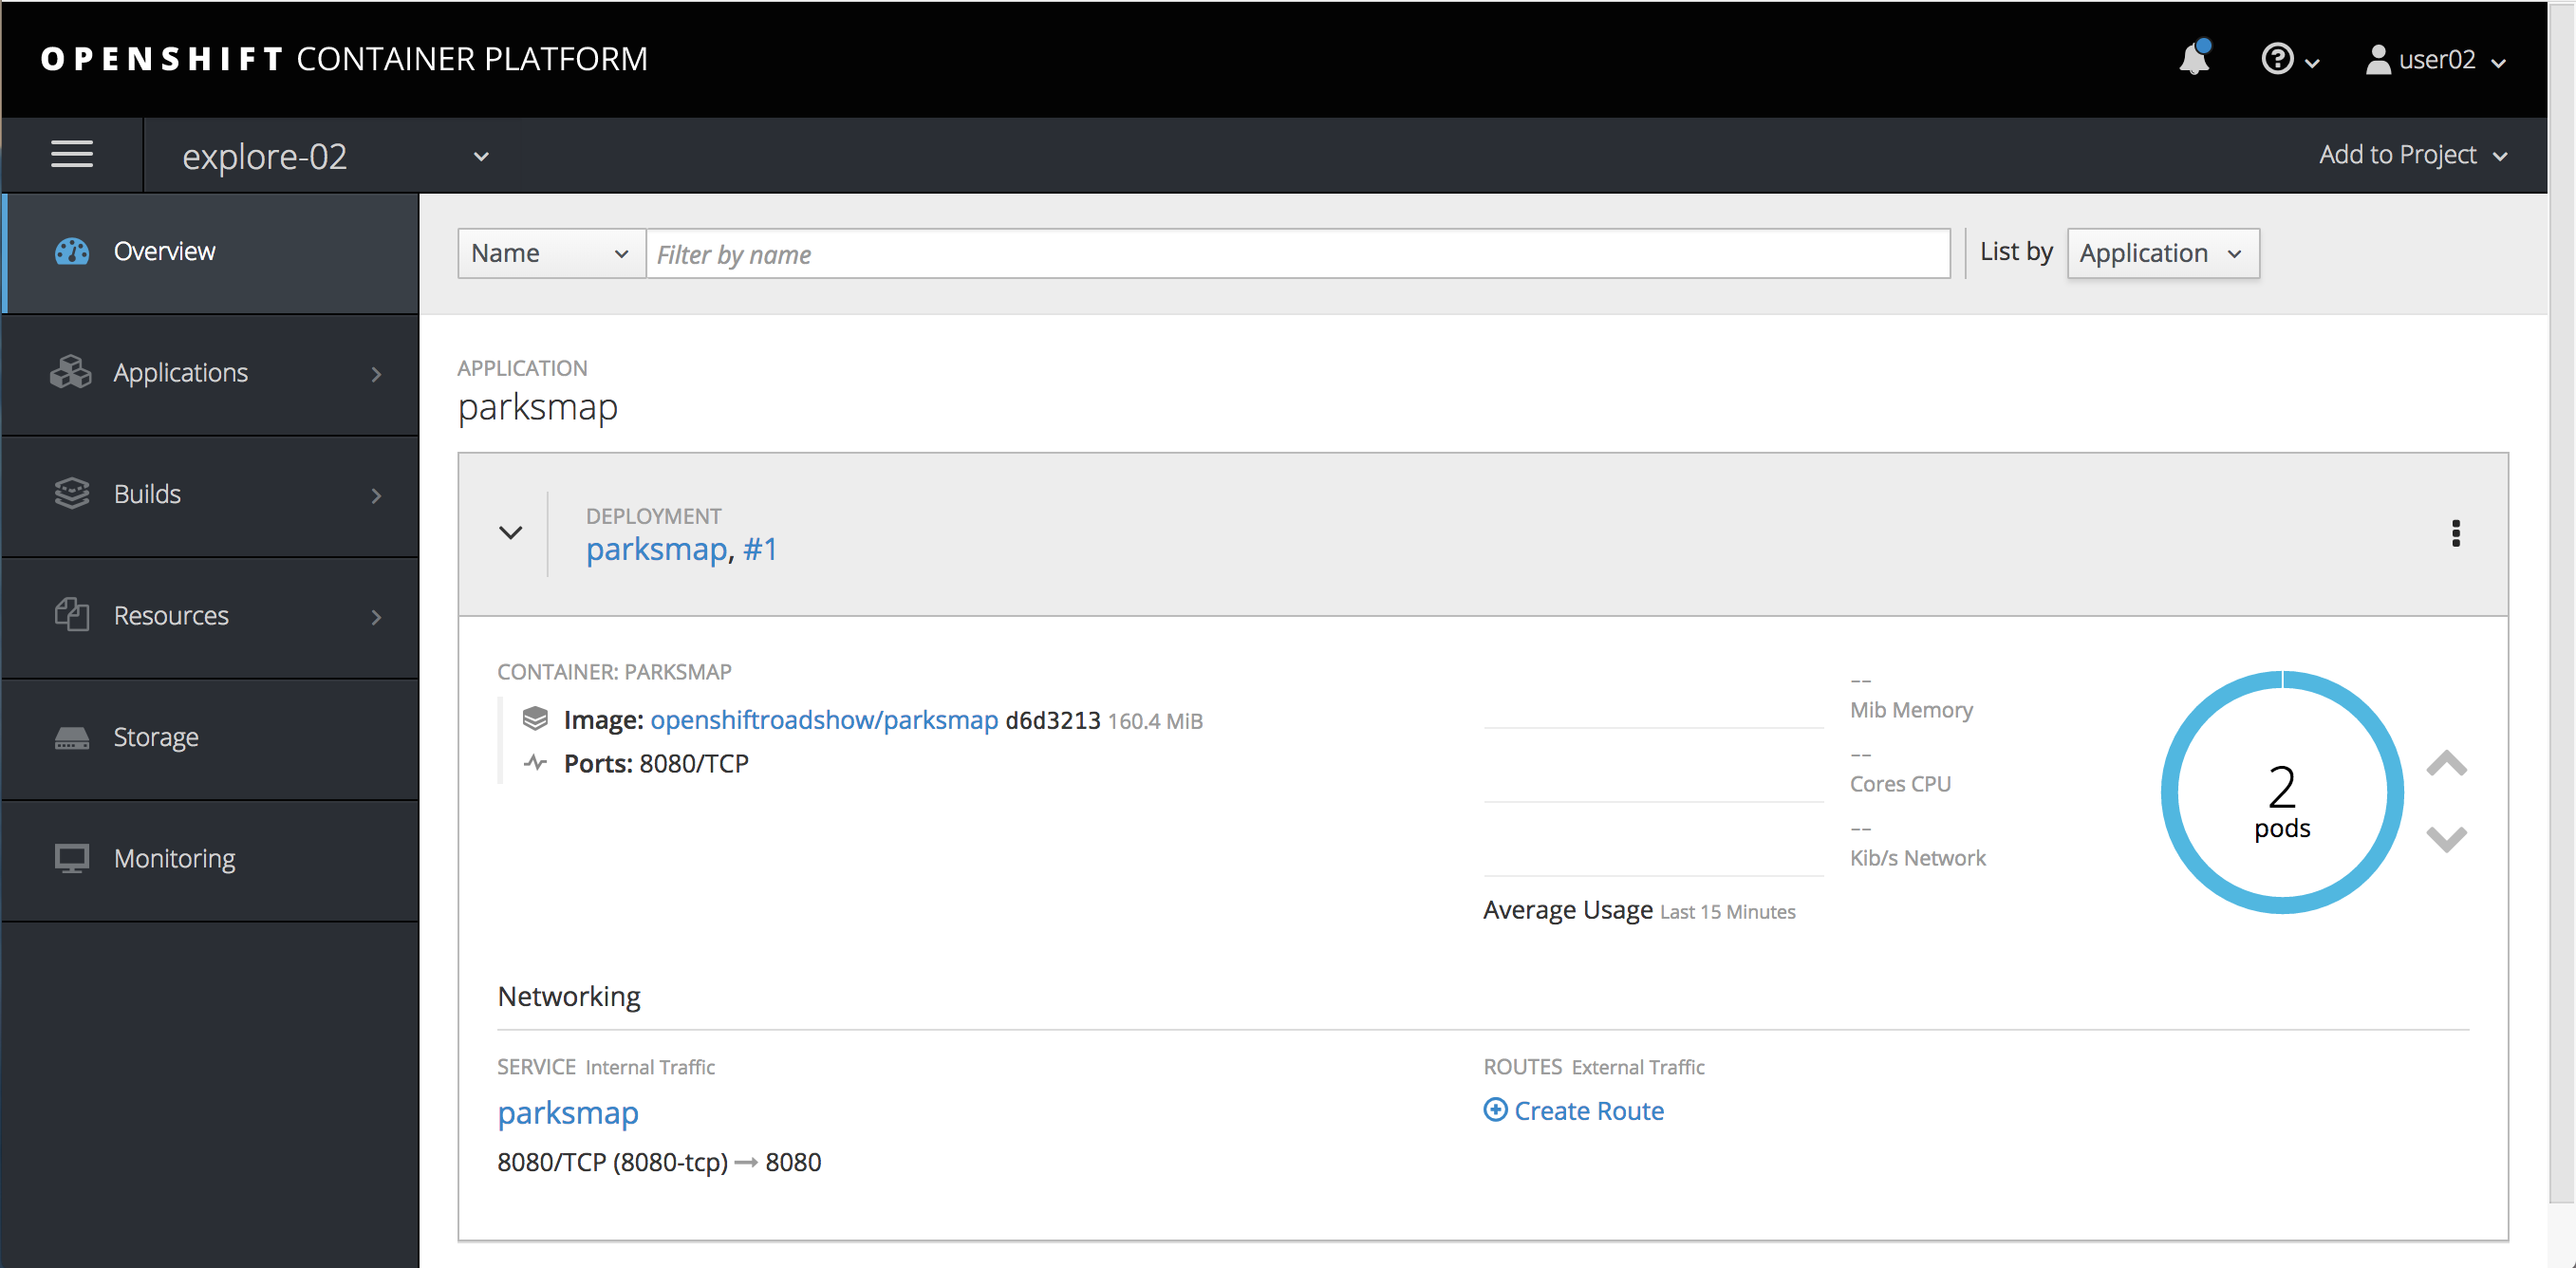 OPENSHIFT CONTAINER PLATFORM
user02
explore-02
Add to Project
Overview
Applications
Builds
Resources
Storage
Monitoring
Name
Filter by name
List by
Application
APPLICATION
parksmap
DEPLOYMENT
parksmap, #1
CONTAINER: PARKSMAP
Image: openshiftroadshow/parksmap d6d3213 160.4 MiB
Ports: 8080/TCP
--
Mib Memory
--
Cores CPU
--
Kib/s Network
Average Usage Last 15 Minutes
2
pods
Networking
SERVICE Internal Traffic
parksmap
8080/TCP (8080-tcp) → 8080
ROUTES External Traffic
Create Route